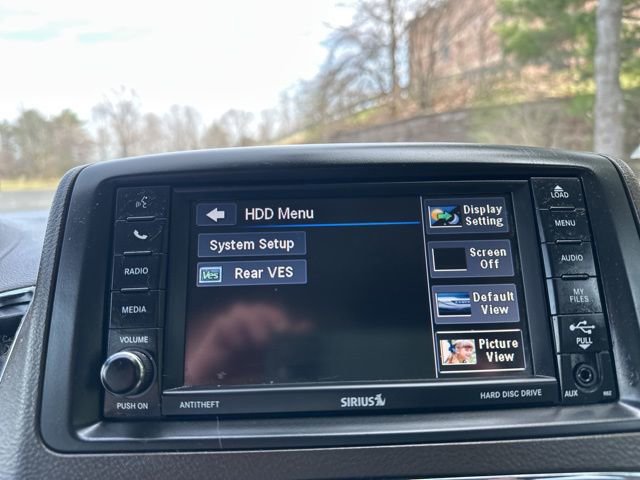 HDD Menu
System Setup
Ves Rear VES
Display
Setting
Screen
Off
Default
View
Picture
View
RADIO
MEDIA
VOLUME
PUSH ON
LOAD
MENU
AUDIO
MY
FILES
PULL
AUX
ANTITHEFT
SIRIUS
HARD DISC DRIVE